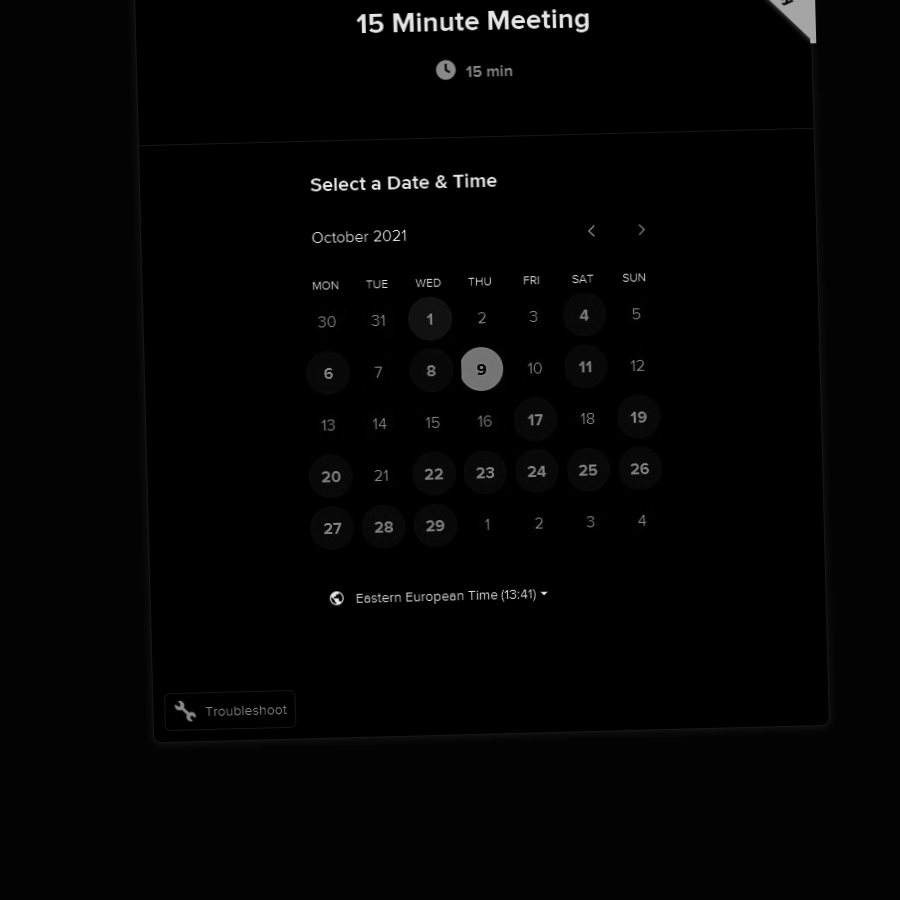 15 Minute Meeting
15 min
Select a Date & Time
October 2021
MON TUE WED THU FRI SAT SUN
30 31 1 2 3 4 5
6 7 8 9 10 11 12
13 14 15 16 17 18 19
20 21 22 23 24 25 26
27 28 29 1 2 3 4
Eastern European Time (13:41)
Troubleshoot